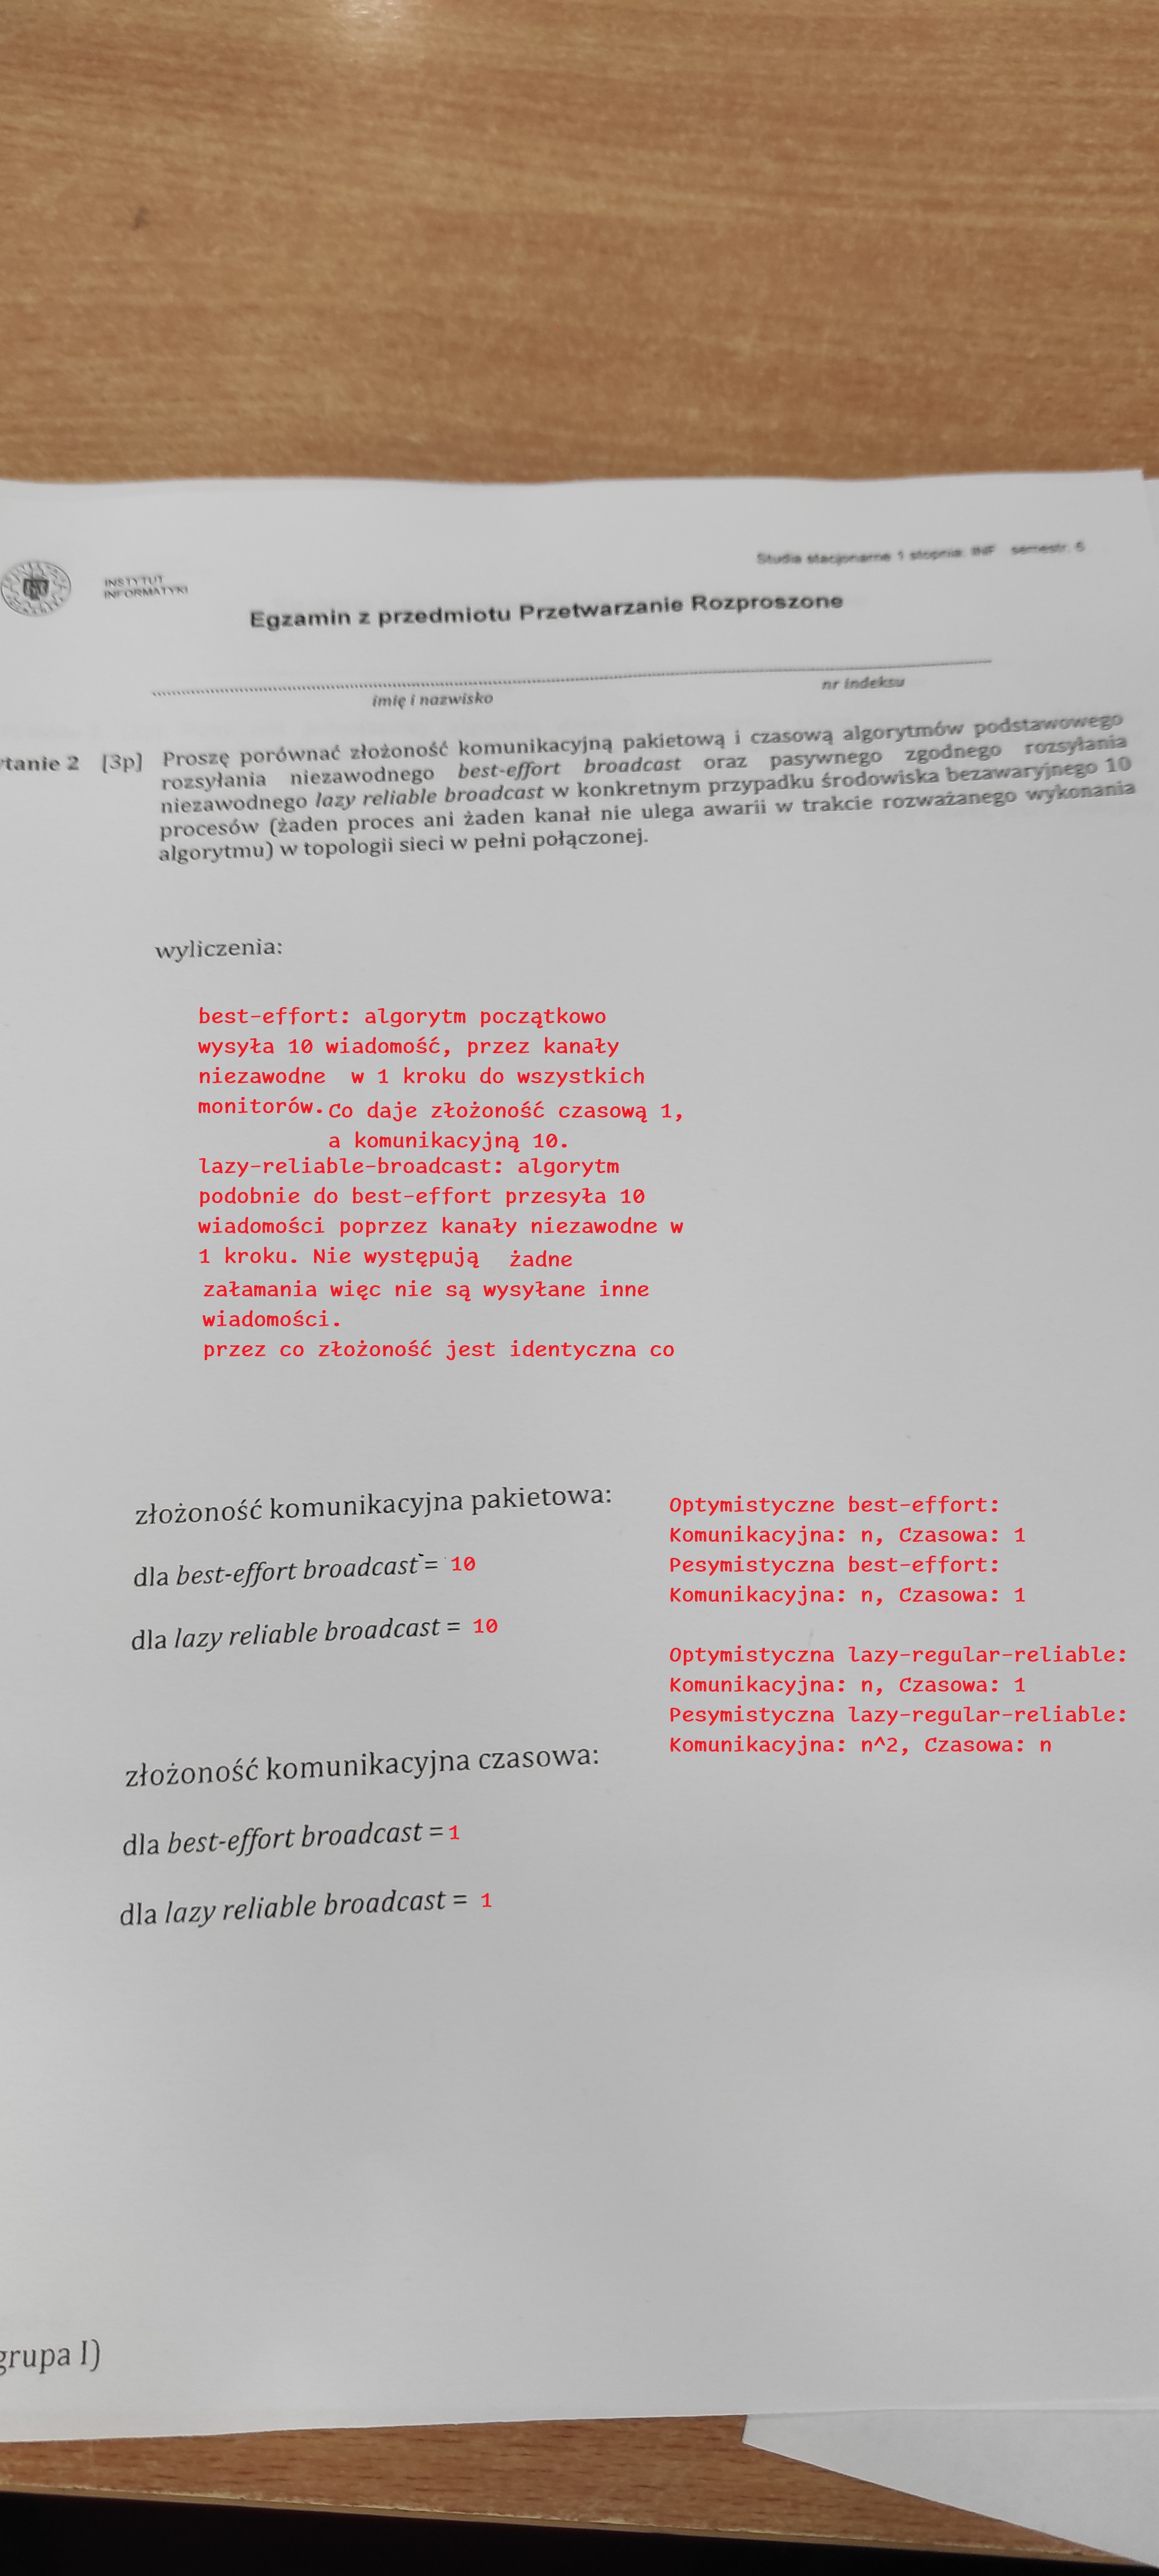 Studia stacjonarne 1 stopnia: INF semestr. 6
INSTYTUT
INFORMATYKI
Egzamin z przedmiotu Przetwarzanie Rozproszone
imię i nazwisko
nr indeksu
ytanie 2 [3p] Proszę porównać złożoność komunikacyjną pakietową i czasową algorytmów podstawowego
rozsyłania niezawodnego best-effort broadcast oraz pasywnego zgodnego rozsyłania
niezawodnego lazy reliable broadcast w konkretnym przypadku środowiska bezawaryjnego 10
procesów (żaden proces ani żaden kanał nie ulega awarii w trakcie rozważanego wykonania
algorytmu) w topologii sieci w pełni połączonej.
wyliczenia:
best-effort: algorytm początkowo
wysyła 10 wiadomość, przez kanały
niezawodne w 1 kroku do wszystkich
monitorów. Co daje złożoność czasową 1,
a komunikacyjną 10.
lazy-reliable-broadcast: algorytm
podobnie do best-effort przesyła 10
wiadomości poprzez kanały niezawodne w
1 kroku. Nie występują żadne
załamania więc nie są wysyłane inne
wiadomości.
przez co złożoność jest identyczna co
złożoność komunikacyjna pakietowa:
dla best-effort broadcast = 10
dla lazy reliable broadcast = 10
Optymistyczne best-effort:
Komunikacyjna: n, Czasowa: 1
Pesymistyczna best-effort:
Komunikacyjna: n, Czasowa: 1
Optymistyczna lazy-regular-reliable:
Komunikacyjna: n, Czasowa: 1
Pesymistyczna lazy-regular-reliable:
Komunikacyjna: n^2, Czasowa: n
złożoność komunikacyjna czasowa:
dla best-effort broadcast = 1
dla lazy reliable broadcast = 1
grupa I)